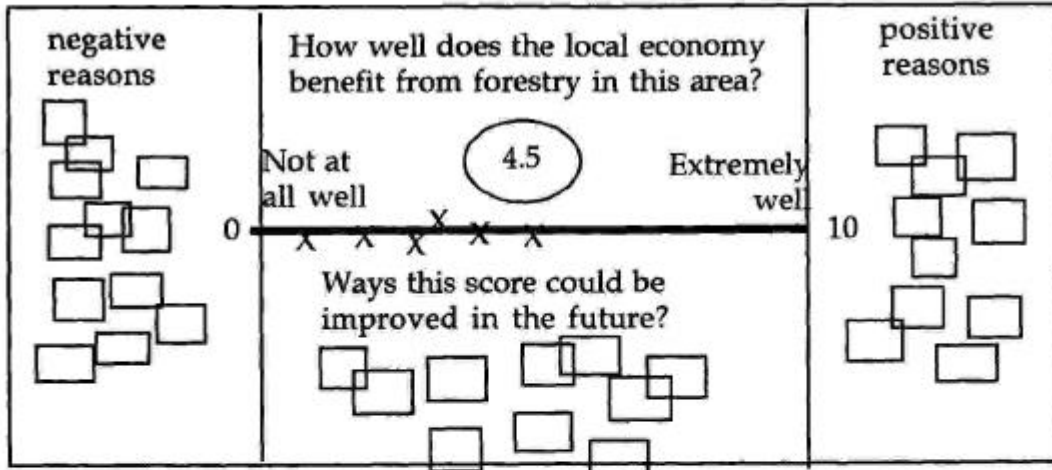 negative
reasons
How well does the local economy
benefit from forestry in this area?
positive
reasons
4.5
Not at
all well
Extremely
well
0
X X X X X X
10
Ways this score could be
improved in the future?